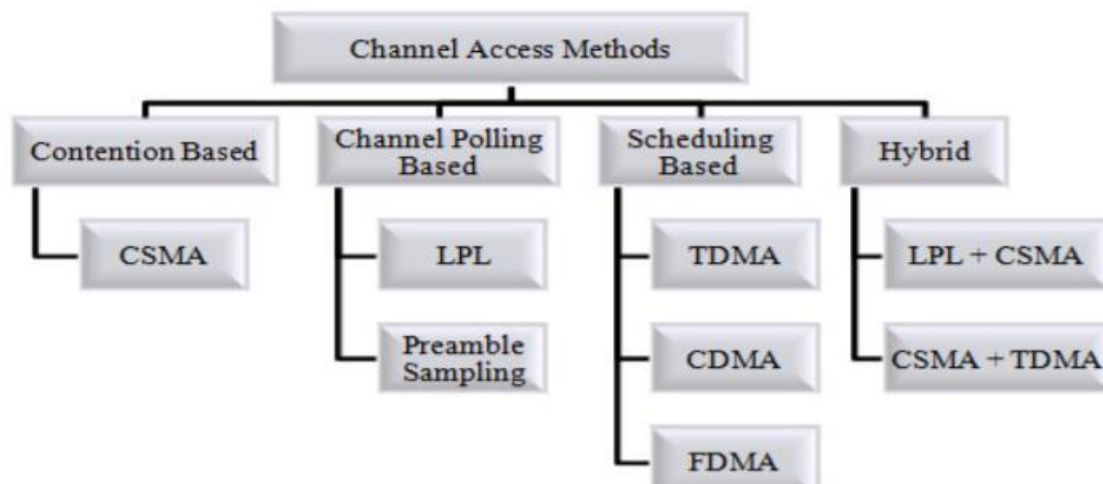 Channel Access Methods
Contention Based
Channel Polling
Based
Scheduling
Based
Hybrid
CSMA
LPL
TDMA
LPL + CSMA
Preamble
Sampling
CDMA
CSMA + TDMA
FDMA